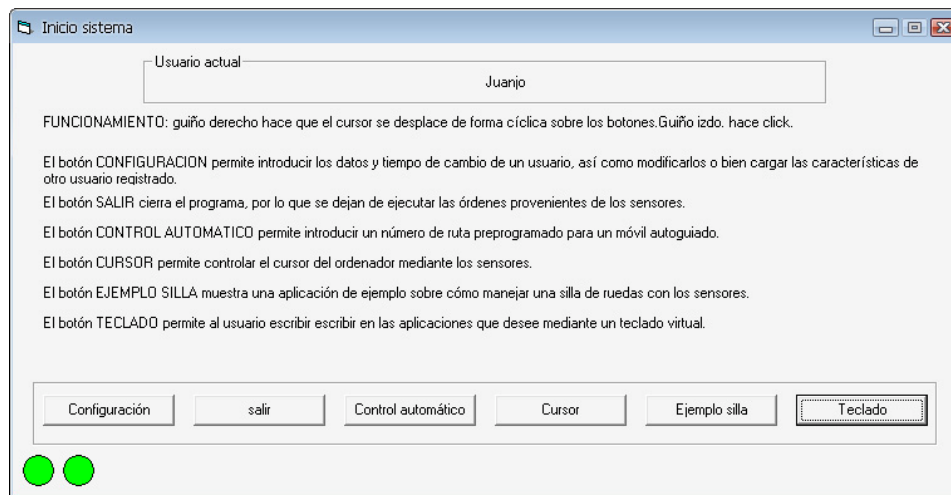 Inicio sistema
Usuario actual
Juanjo
FUNCIONAMIENTO: guiño derecho hace que el cursor se desplace de forma cíclica sobre los botones.Guiño izdo. hace click.
El botón CONFIGURACION permite introducir los datos y tiempo de cambio de un usuario, así como modificarlos o bien cargar las características de
otro usuario registrado.
El botón SALIR cierra el programa, por lo que se dejan de ejecutar las órdenes provenientes de los sensores.
El botón CONTROL AUTOMATICO permite introducir un número de ruta preprogramado para un móvil autoguiado.
El botón CURSOR permite controlar el cursor del ordenador mediante los sensores.
El botón EJEMPLO SILLA muestra una aplicación de ejemplo sobre cómo manejar una silla de ruedas con los sensores.
El botón TECLADO permite al usuario escribir escribir en las aplicaciones que desee mediante un teclado virtual.
Configuración salir Control automático Cursor Ejemplo silla Teclado